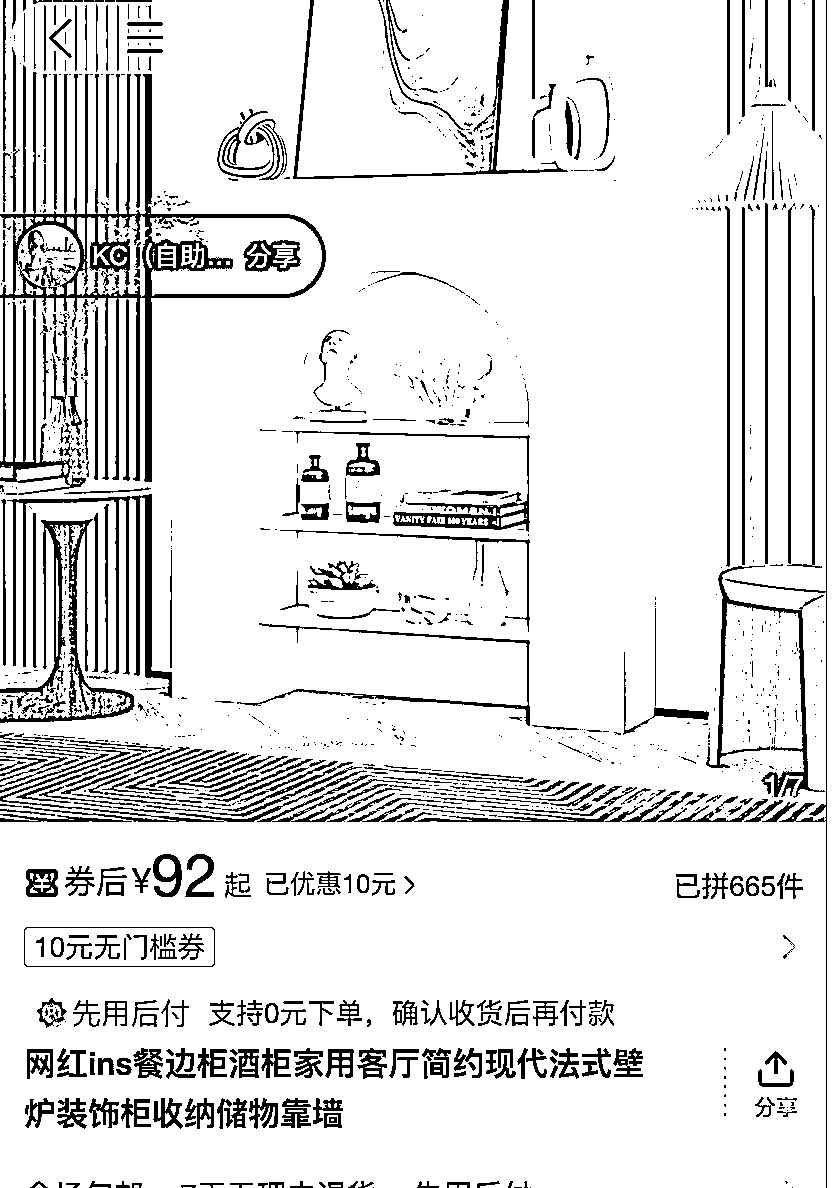 KC（自助... 分享
VANITY FAIR 100 YEARS
1/7
券后¥92起 已优惠10元 已拼665件
10元无门槛券
先用后付 支持0元下单，确认收货后再付款
网红ins餐边柜酒柜家用客厅简约现代法式壁
炉装饰柜收纳储物靠墙
分享